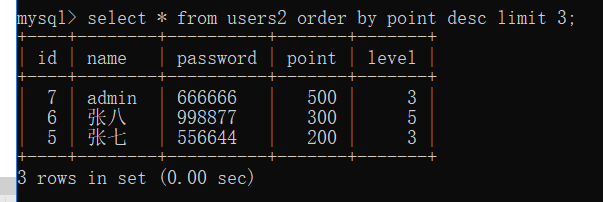 mysql> select * from users2 order by point desc limit 3;
+----+-------+----------+-------+-------+
| id | name  | password | point | level |
+----+-------+----------+-------+-------+
|  7 | admin | 666666   |   500 |     3 |
|  6 | 张八  | 998877   |   300 |     5 |
|  5 | 张七  | 556644   |   200 |     3 |
+----+-------+----------+-------+-------+
3 rows in set (0.00 sec)